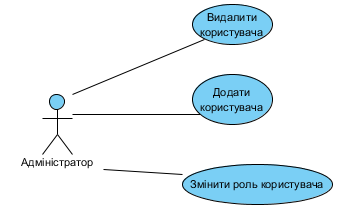 Видалити
користувача
Додати
користувача
Адміністратор
Змінити роль користувача